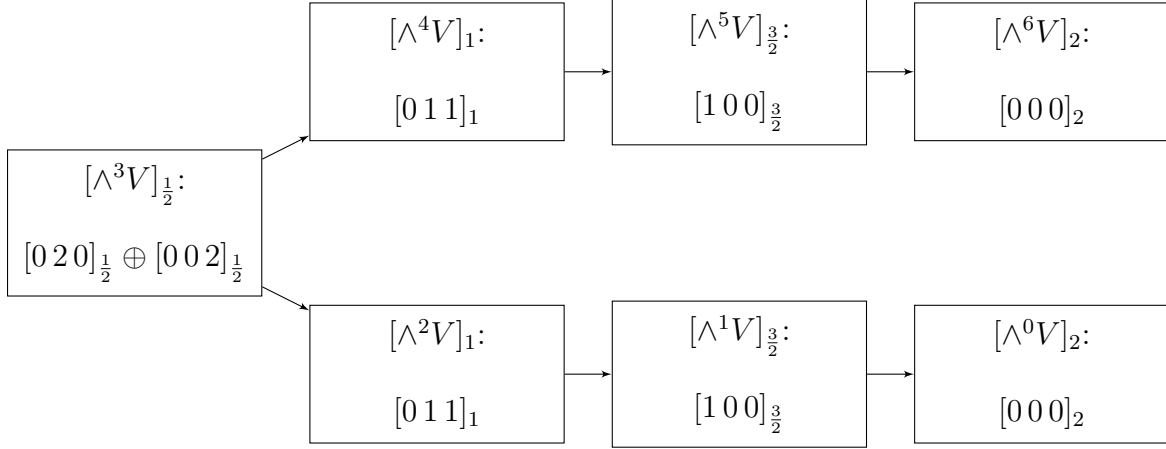 [∧⁴V]₁:
[0 1 1]₁
[∧⁵V]_{3/2}:
[1 0 0]_{3/2}
[∧⁶V]₂:
[0 0 0]₂
[∧³V]_{1/2}:
[0 2 0]_{1/2} ⊕ [0 0 2]_{1/2}
[∧²V]₁:
[0 1 1]₁
[∧¹V]_{3/2}:
[1 0 0]_{3/2}
[∧⁰V]₂:
[0 0 0]₂